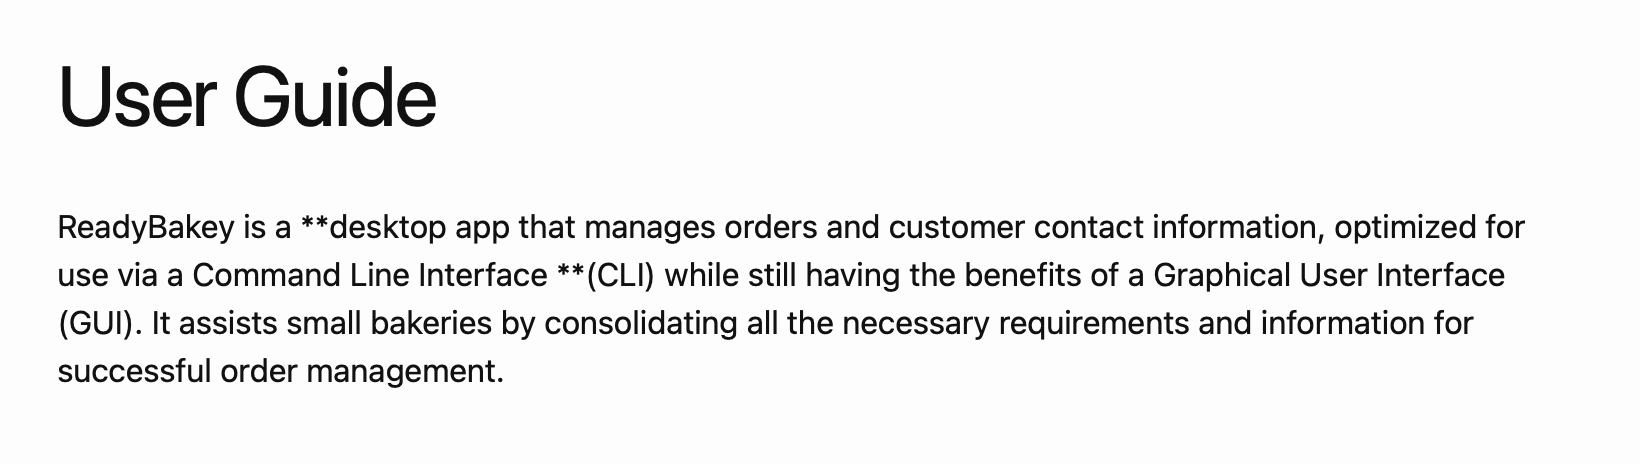 User Guide
ReadyBakey is a **desktop app that manages orders and customer contact information, optimized for
use via a Command Line Interface **(CLI) while still having the benefits of a Graphical User Interface
(GUI). It assists small bakeries by consolidating all the necessary requirements and information for
successful order management.